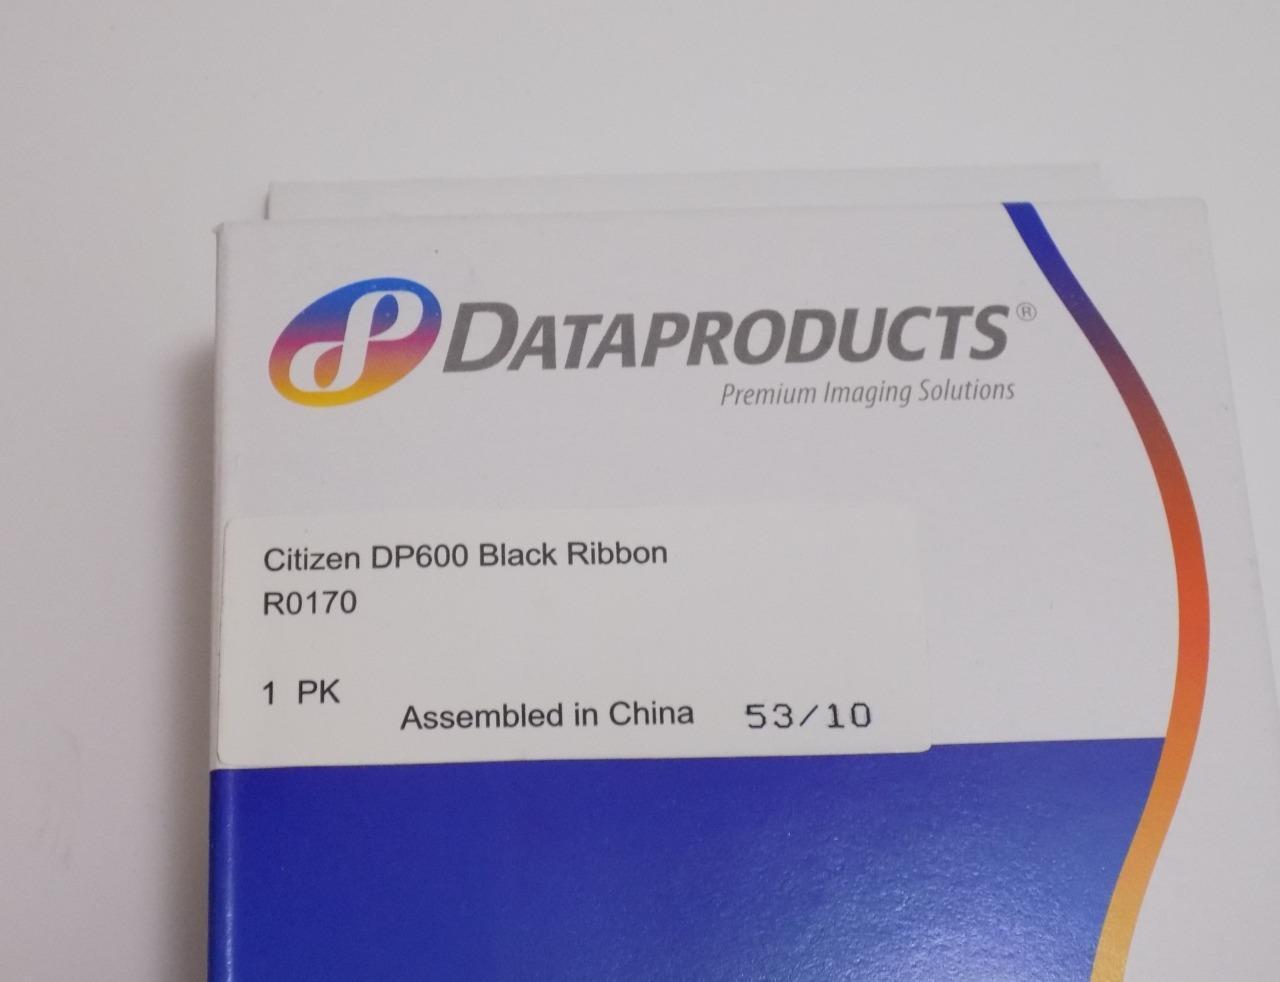 DATAPRODUCTS®
Premium Imaging Solutions
Citizen DP600 Black Ribbon
R0170
1 PK
Assembled in China 53/10